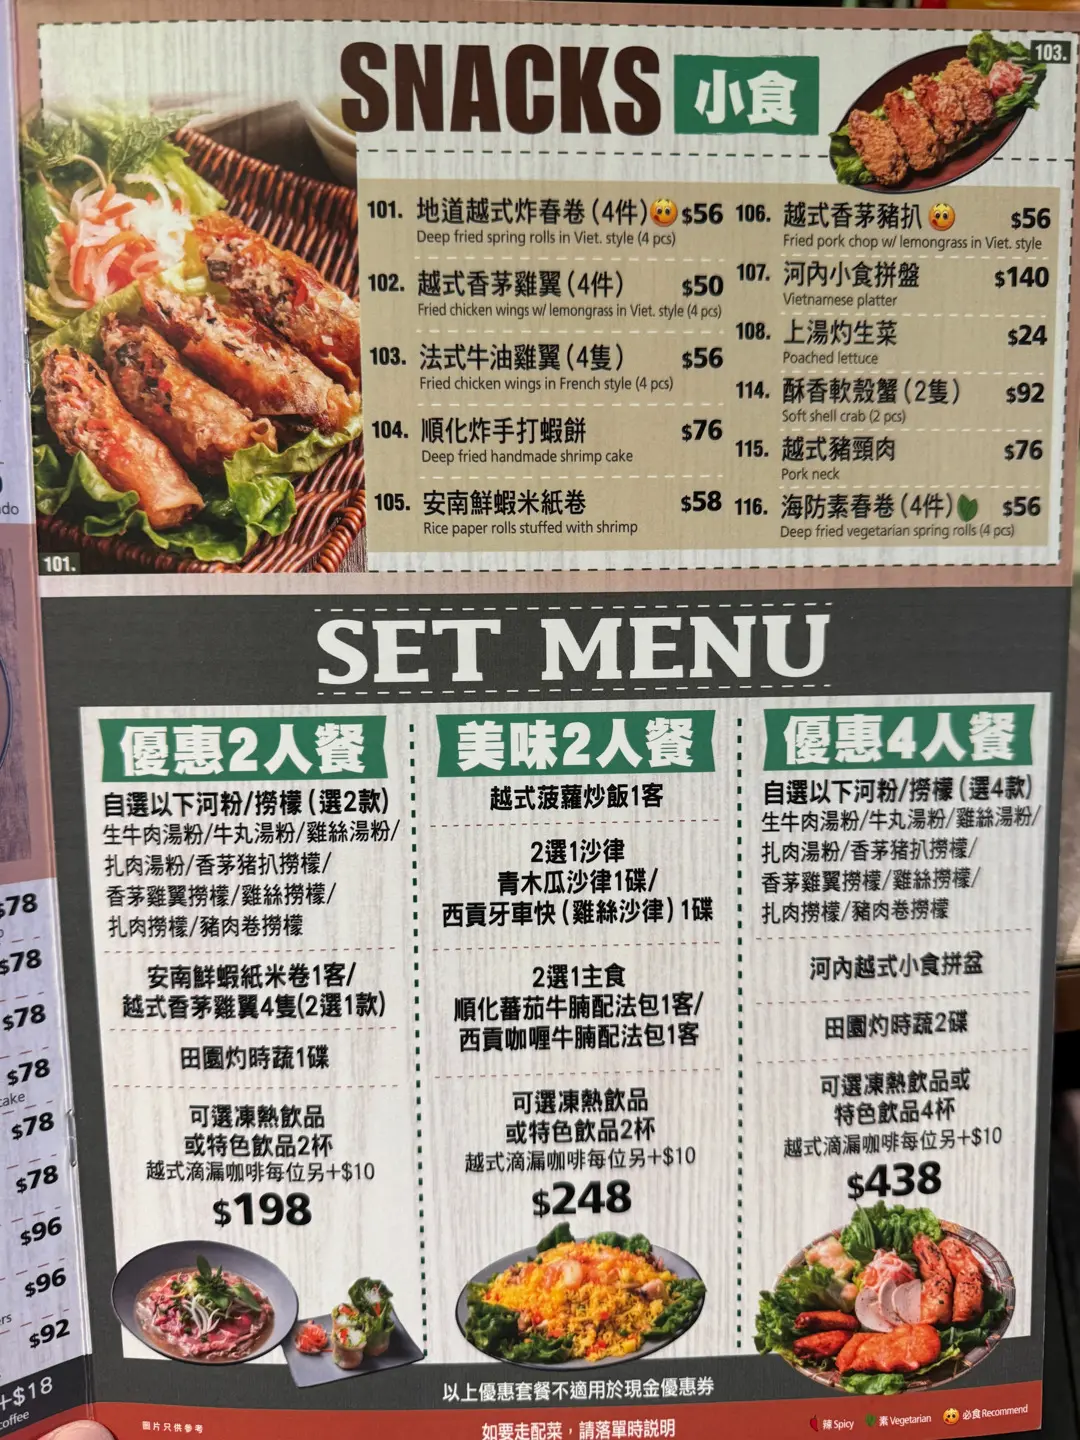 SNACKS 小食
103.
101. 地道越式炸春卷(4件) $56
Deep fried spring rolls in Viet. style (4 pcs)
102. 越式香茅雞翼(4件) $50
Fried chicken wings w/ lemongrass in Viet. style (4 pcs)
103. 法式牛油雞翼(4隻) $56
Fried chicken wings in French style (4 pcs)
104. 順化炸手打蝦餅 $76
Deep fried handmade shrimp cake
105. 安南鮮蝦米紙卷 $58
Rice paper rolls stuffed with shrimp
106. 越式香茅豬扒 $56
Fried pork chop w/ lemongrass in Viet. style
107. 河內小食拼盤 $140
Vietnamese platter
108. 上湯灼生菜 $24
Poached lettuce
114. 酥香軟殼蟹(2隻) $92
Soft shell crab (2 pcs)
115. 越式豬頸肉 $76
Pork neck
116. 海防素春卷(4件) $56
Deep fried vegetarian spring rolls (4 pcs)
101.
SET MENU
優惠2人餐
自選以下河粉/撈檬(選2款)
生牛肉湯粉/牛丸湯粉/雞絲湯粉/
扎肉湯粉/香茅豬扒撈檬/
香茅雞翼撈檬/雞絲撈檬/
扎肉撈檬/豬肉卷撈檬
安南鮮蝦紙米卷1客/
越式香茅雞翼4隻(2選1款)
田園灼時蔬1碟
可選凍熱飲品
或特色飲品2杯
越式滴漏咖啡每位另+$10
$198
美味2人餐
越式菠蘿炒飯1客
2選1沙律
青木瓜沙律1碟/
西貢牙車快(雞絲沙律)1碟
2選1主食
順化蕃茄牛腩配法包1客/
西貢咖喱牛腩配法包1客
可選凍熱飲品
或特色飲品2杯
越式滴漏咖啡每位另+$10
$248
優惠4人餐
自選以下河粉/撈檬(選4款)
生牛肉湯粉/牛丸湯粉/雞絲湯粉/
扎肉湯粉/香茅豬扒撈檬/
香茅雞翼撈檬/雞絲撈檬/
扎肉撈檬/豬肉卷撈檬
河內越式小食拼盆
田園灼時蔬2碟
可選凍熱飲品或
特色飲品4杯
越式滴漏咖啡每位另+$10
$438
以上優惠套餐不適用於現金優惠券
圖片只供參考
如要走配菜,請落單時説明
辣 Spicy 素 Vegetarian 必食 Recommend
$78
$78
$78
$78
cake
$78
$78
$96
$96
$92
+$18
coffee